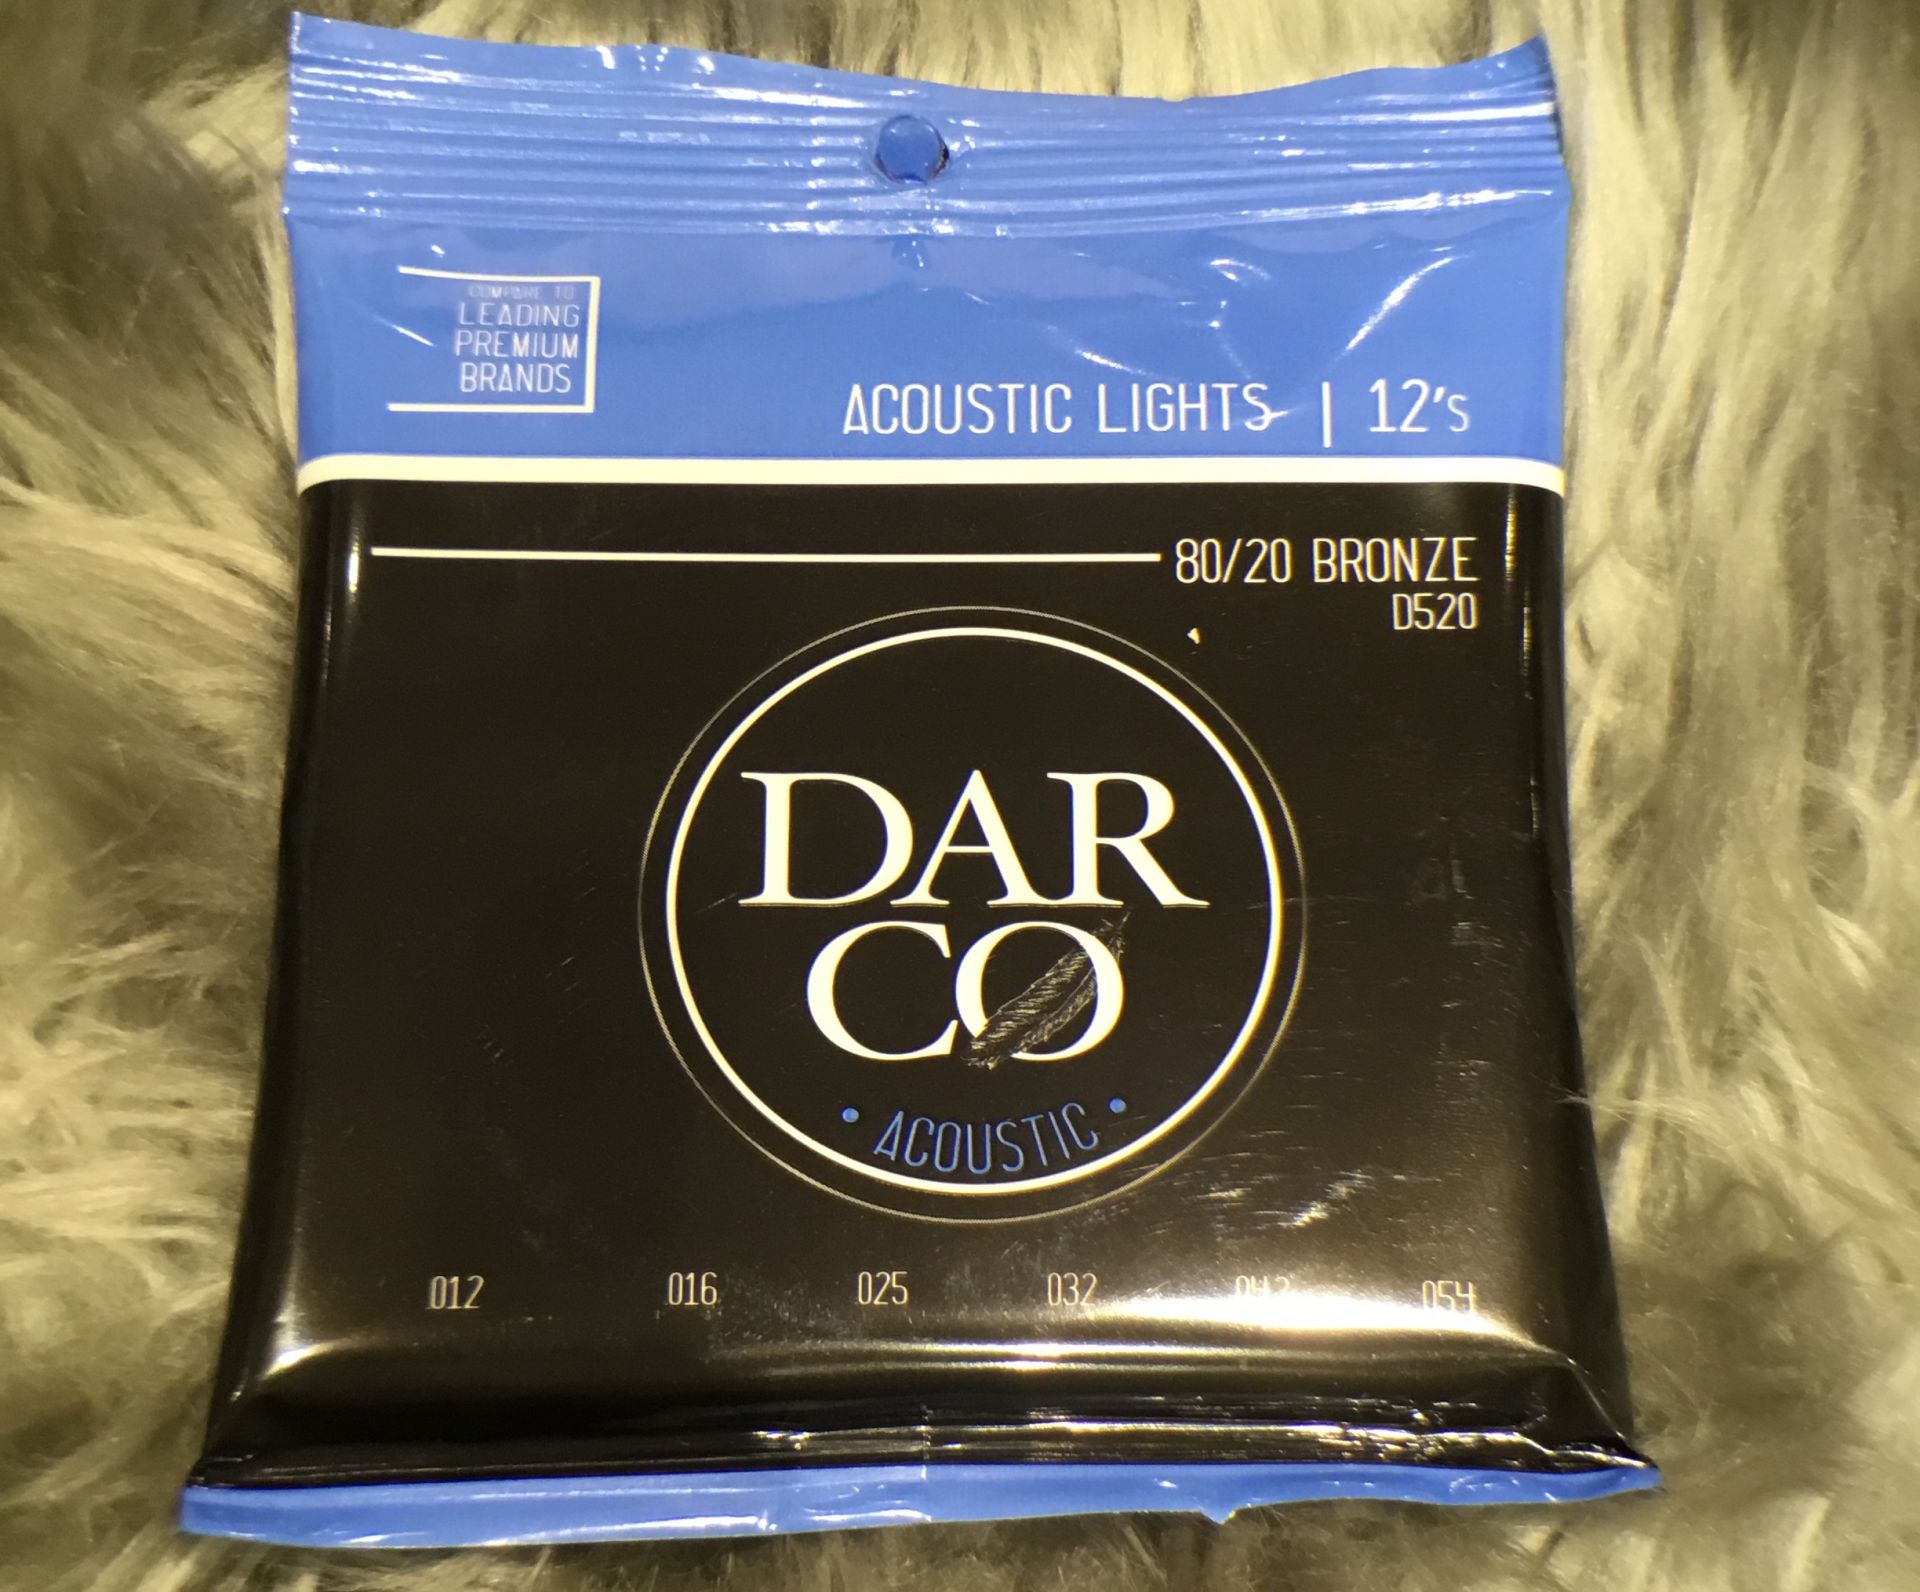 COMPARE TO
LEADING
PREMIUM
BRANDS
ACOUSTIC LIGHTS | 12's
80/20 BRONZE
D520
DAR
CO
• ACOUSTIC •
012 016 025 032 042 054